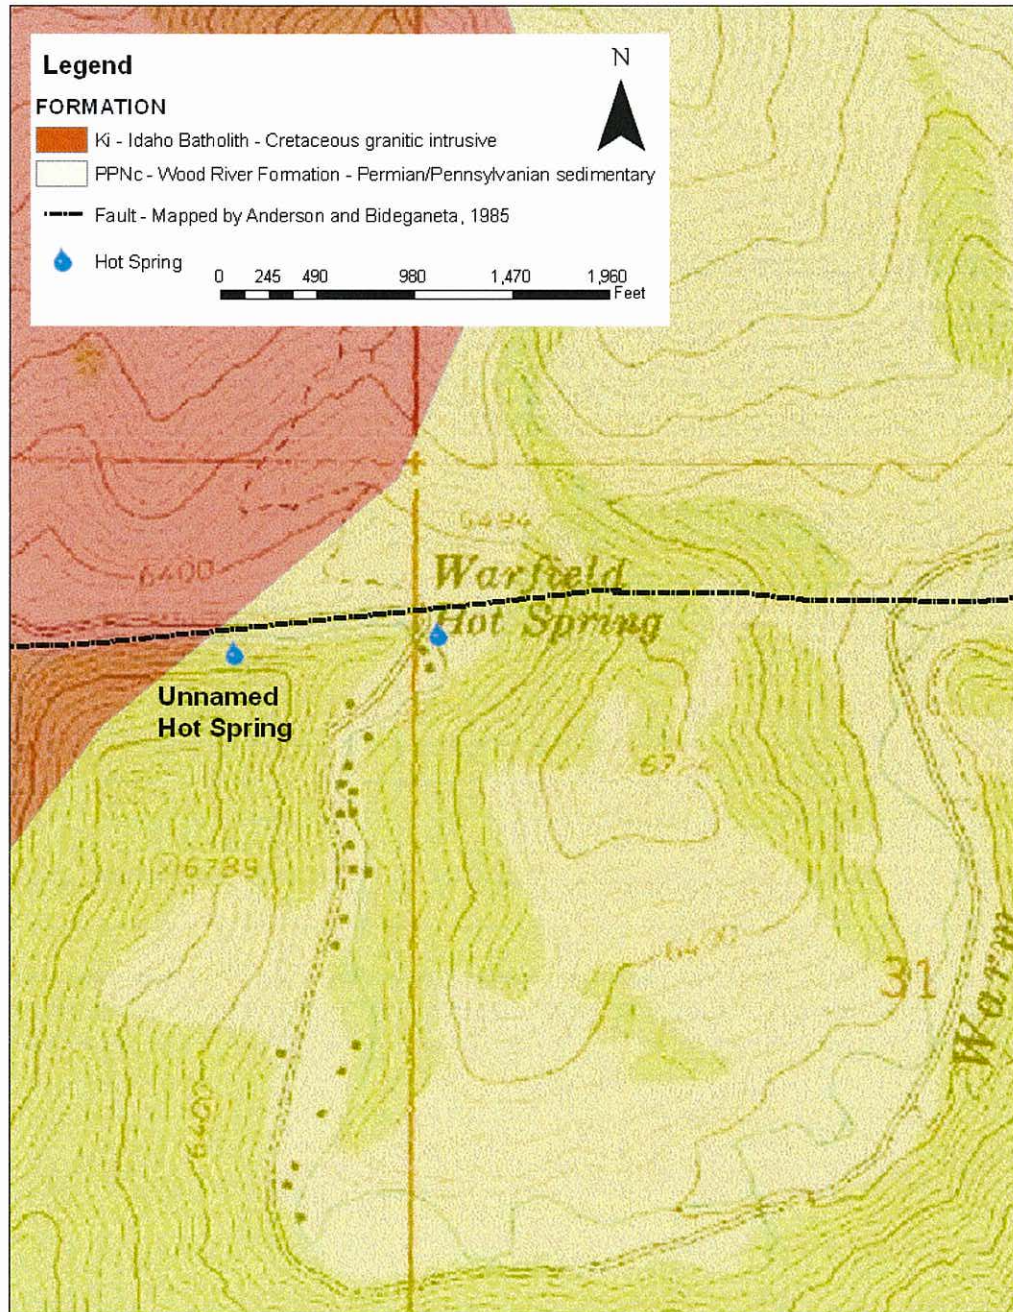 Legend
N
FORMATION
Ki - Idaho Batholith - Cretaceous granitic intrusive
PPNc - Wood River Formation - Permian/Pennsylvanian sedimentary
Fault - Mapped by Anderson and Bideganeta, 1985
Hot Spring
0 245 490 980 1,470 1,960
Feet
6494
6400
Warfield
Hot Spring
Unnamed
Hot Spring
6789
6400
31
Warm
6400